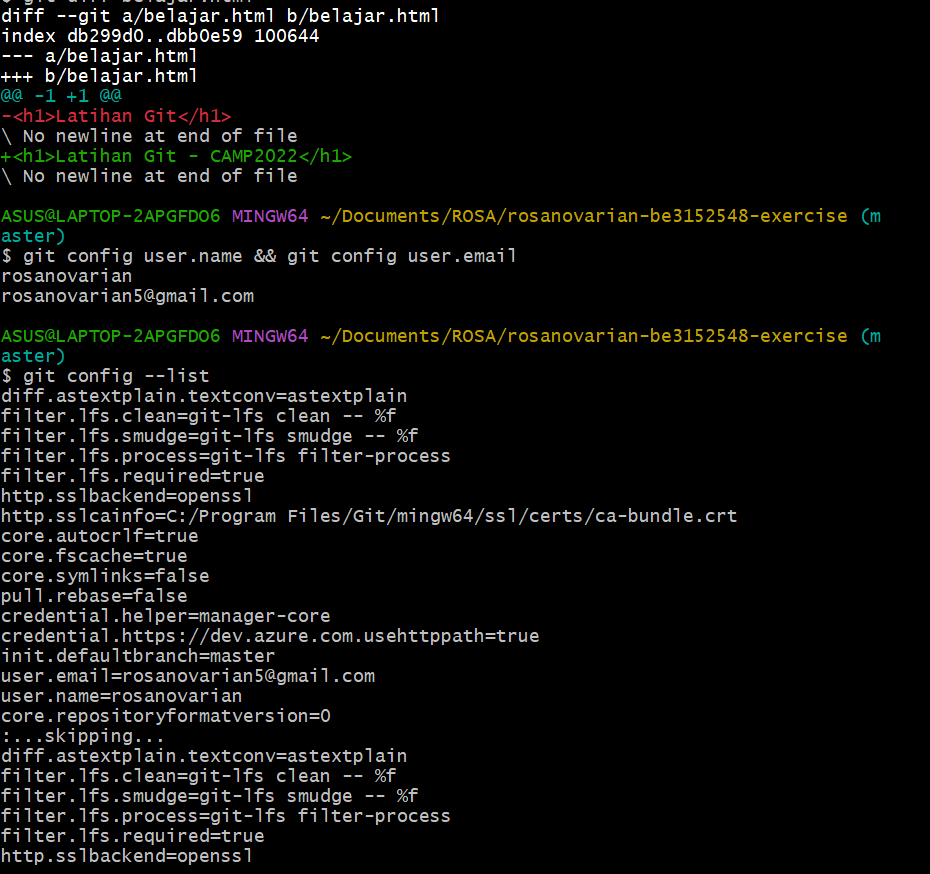 $ git diff belajar.html
diff --git a/belajar.html b/belajar.html
index db299d0..dbb0e59 100644
--- a/belajar.html
+++ b/belajar.html
@@ -1 +1 @@
-<h1>Latihan Git</h1>
\ No newline at end of file
+<h1>Latihan Git - CAMP2022</h1>
\ No newline at end of file
ASUS@LAPTOP-2APGFDO6 MINGW64 ~/Documents/ROSA/rosanovarian-be3152548-exercise (m
aster)
$ git config user.name && git config user.email
rosanovarian
rosanovarian5@gmail.com
ASUS@LAPTOP-2APGFDO6 MINGW64 ~/Documents/ROSA/rosanovarian-be3152548-exercise (m
aster)
$ git config --list
diff.astextplain.textconv=astextplain
filter.lfs.clean=git-lfs clean -- %f
filter.lfs.smudge=git-lfs smudge -- %f
filter.lfs.process=git-lfs filter-process
filter.lfs.required=true
http.sslbackend=openssl
http.sslcainfo=C:/Program Files/Git/mingw64/ssl/certs/ca-bundle.crt
core.autocrlf=true
core.fscache=true
core.symlinks=false
pull.rebase=false
credential.helper=manager-core
credential.https://dev.azure.com.usehttppath=true
init.defaultbranch=master
user.email=rosanovarian5@gmail.com
user.name=rosanovarian
core.repositoryformatversion=0
:...skipping...
diff.astextplain.textconv=astextplain
filter.lfs.clean=git-lfs clean -- %f
filter.lfs.smudge=git-lfs smudge -- %f
filter.lfs.process=git-lfs filter-process
filter.lfs.required=true
http.sslbackend=openssl